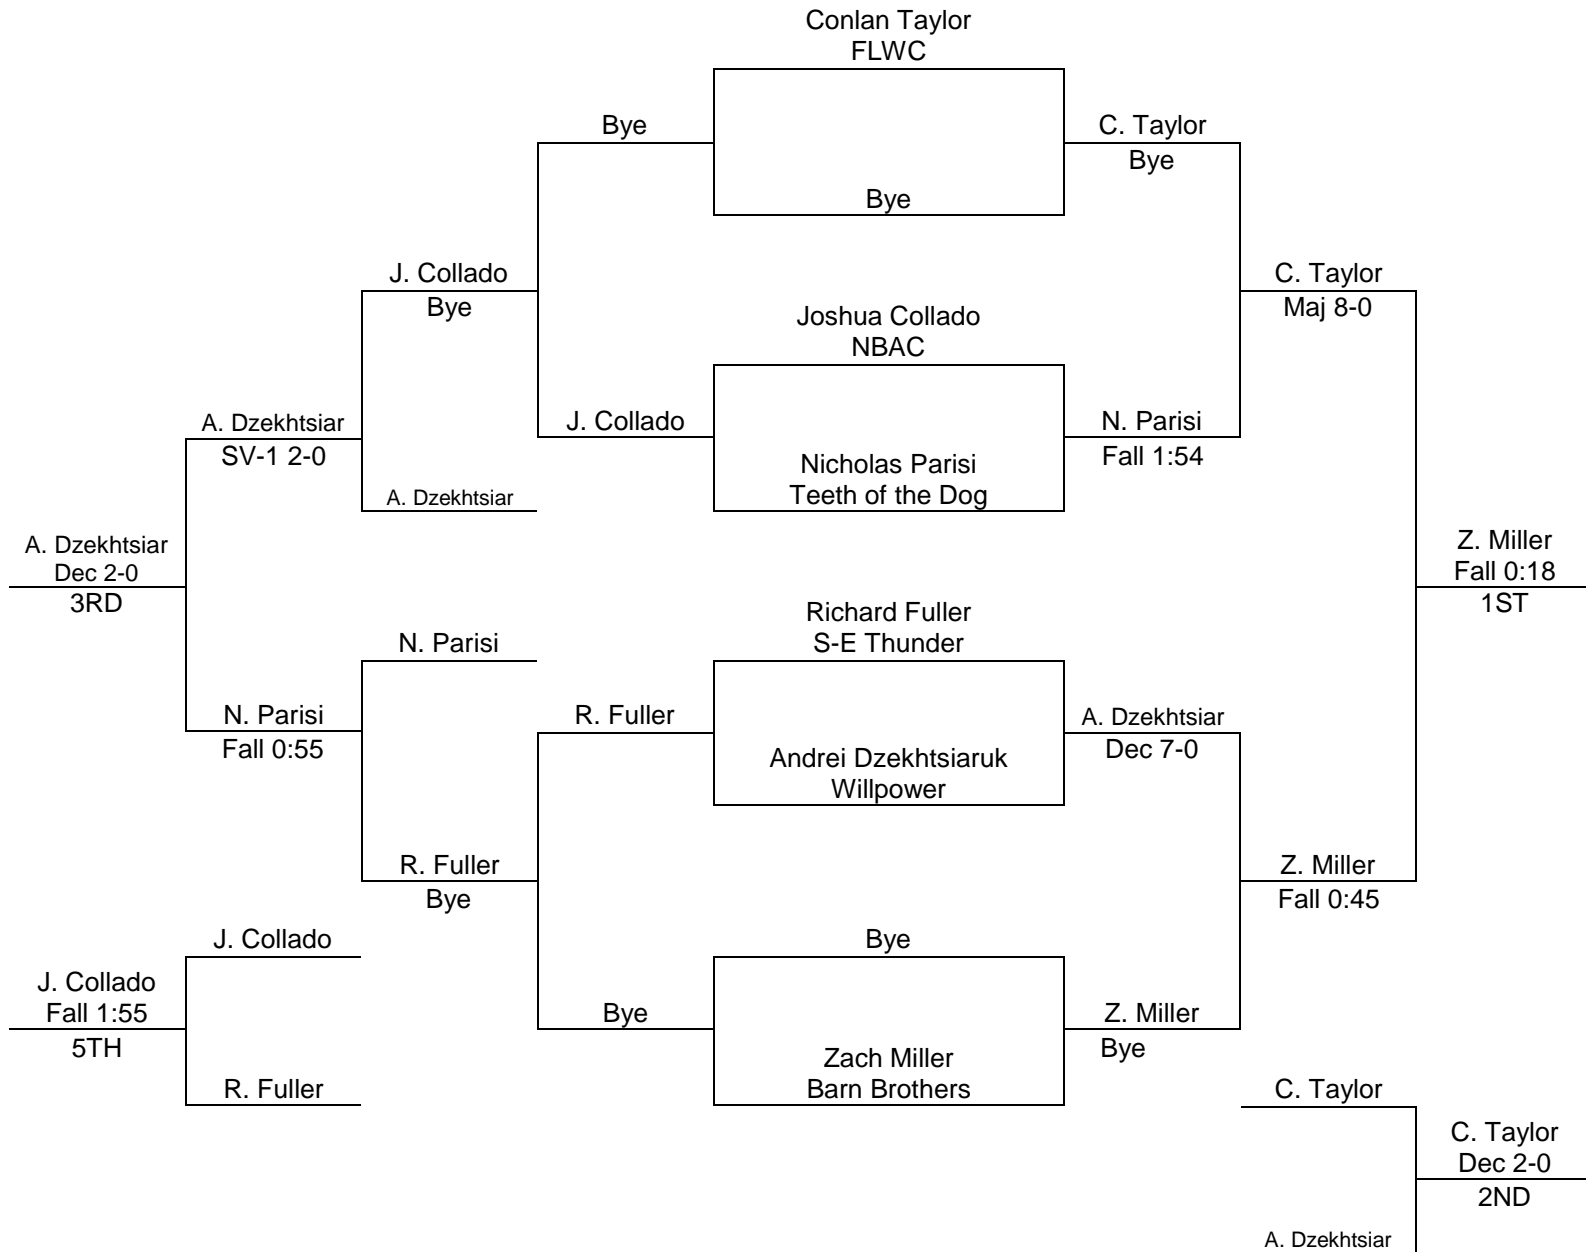 Conlan Taylor
FLWC
Bye
C. Taylor
Bye
Bye
J. Collado
Bye
C. Taylor
Maj 8-0
Joshua Collado
NBAC
A. Dzekhtsiar
SV-1 2-0
J. Collado
N. Parisi
Fall 1:54
Nicholas Parisi
Teeth of the Dog
A. Dzekhtsiar
A. Dzekhtsiar
Dec 2-0
3RD
Z. Miller
Fall 0:18
1ST
Richard Fuller
S-E Thunder
N. Parisi
N. Parisi
Fall 0:55
R. Fuller
A. Dzekhtsiar
Dec 7-0
Andrei Dzekhtsiaruk
Willpower
R. Fuller
Bye
Z. Miller
Fall 0:45
J. Collado
Bye
J. Collado
Fall 1:55
5TH
Bye
Z. Miller
Bye
Zach Miller
Barn Brothers
R. Fuller
C. Taylor
C. Taylor
Dec 2-0
2ND
A. Dzekhtsiar